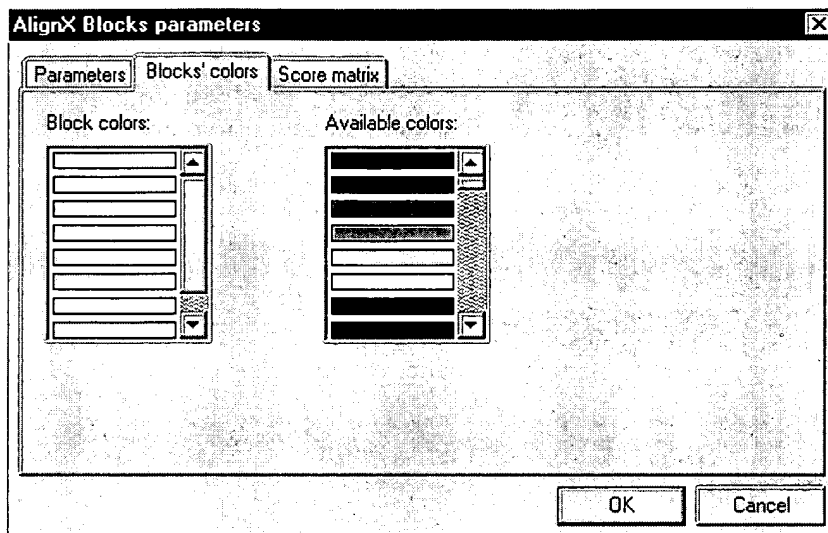 AlignX Blocks parameters
Parameters Blocks' colors Score matrix
Block colors: Available colors:
OK Cancel